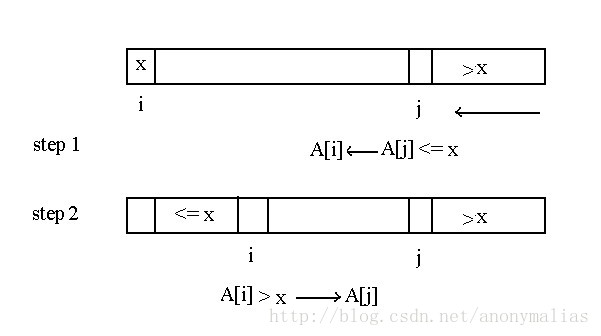 x >x
i j
step 1 A[i] ← A[j] <= x
step 2 <= x >x
i j
A[i] > x → A[j]
http://blog.csdn.net/anonymalias